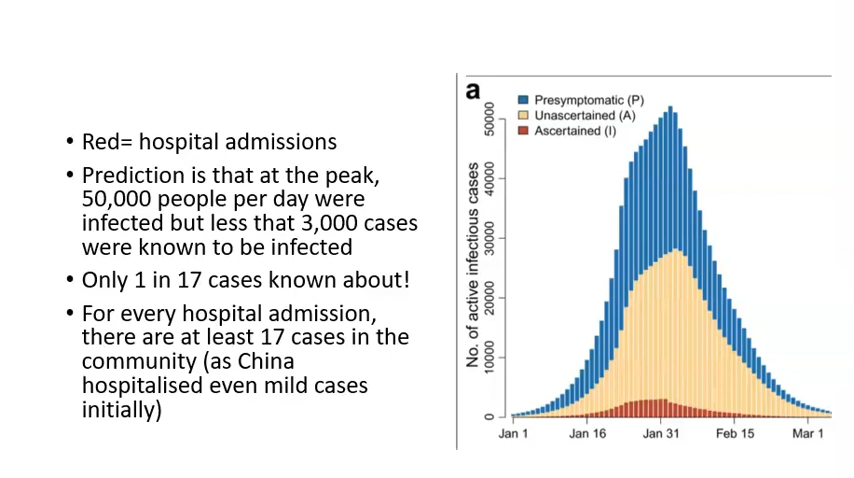 • Red= hospital admissions
• Prediction is that at the peak,
50,000 people per day were
infected but less that 3,000 cases
were known to be infected
• Only 1 in 17 cases known about!
• For every hospital admission,
there are at least 17 cases in the
community (as China
hospitalised even mild cases
initially)
a
Presymptomatic (P)
Unascertained (A)
Ascertained (I)
No. of active infectious cases
50000
40000
30000
20000
10000
0
Jan 1 Jan 16 Jan 31 Feb 15 Mar 1